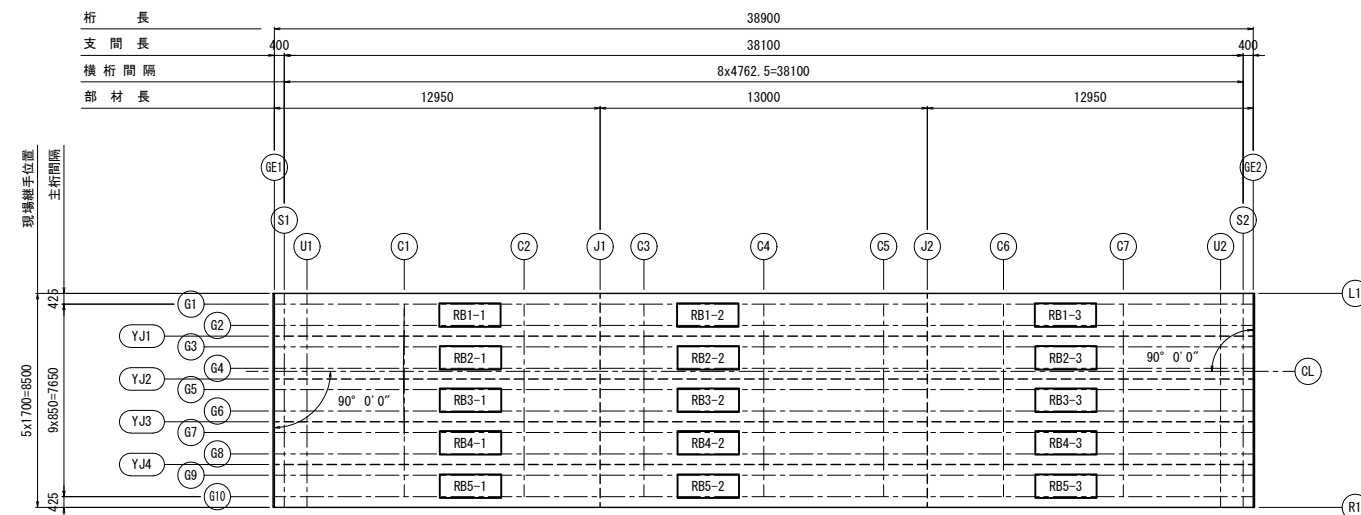 桁長 38900
支間長 400 38100 400
横桁間隔 8x4762.5=38100
部材長 12950 13000 12950
現場継手位置
主桁間隔
GE1 GE2
S1 S2
U1 C1 C2 J1 C3 C4 C5 J2 C6 C7 U2
425
5x1700=8500
9x850=7650
425
G1 L1
RB1-1 RB1-2 RB1-3
G2
YJ1
G3
RB2-1 RB2-2 RB2-3 90° 0'0"
G4
CL
YJ2
G5
90° 0'0" RB3-1 RB3-2 RB3-3
G6
YJ3
G7
RB4-1 RB4-2 RB4-3
G8
YJ4
G9
RB5-1 RB5-2 RB5-3
G10
R1